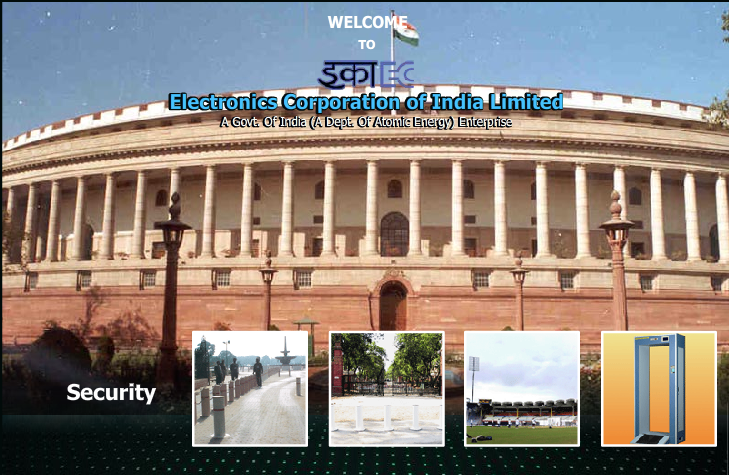 WELCOME
TO
इका EC
Electronics Corporation of India Limited
A Govt. Of India (A Dept. Of Atomic Energy) Enterprise
Security